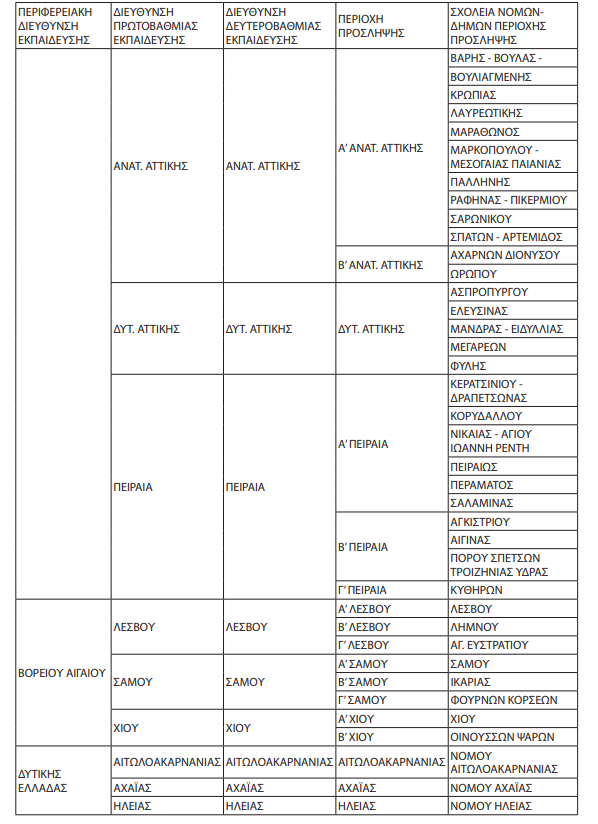 ΠΕΡΙΦΕΡΕΙΑΚΗ ΔΙΕΥΘΥΝΣΗ ΕΚΠΑΙΔΕΥΣΗΣ
ΔΙΕΥΘΥΝΣΗ ΠΡΩΤΟΒΑΘΜΙΑΣ ΕΚΠΑΙΔΕΥΣΗΣ
ΔΙΕΥΘΥΝΣΗ ΔΕΥΤΕΡΟΒΑΘΜΙΑΣ ΕΚΠΑΙΔΕΥΣΗΣ
ΠΕΡΙΟΧΗ ΠΡΟΣΛΗΨΗΣ
ΣΧΟΛΕΙΑ ΝΟΜΩΝ-ΔΗΜΩΝ ΠΕΡΙΟΧΗΣ ΠΡΟΣΛΗΨΗΣ
ΑΝΑΤ. ΑΤΤΙΚΗΣ
ΑΝΑΤ. ΑΤΤΙΚΗΣ
Α’ ΑΝΑΤ. ΑΤΤΙΚΗΣ
ΒΑΡΗΣ - ΒΟΥΛΑΣ -
ΒΟΥΛΙΑΓΜΕΝΗΣ
ΚΡΩΠΙΑΣ
ΛΑΥΡΕΩΤΙΚΗΣ
ΜΑΡΑΘΩΝΟΣ
ΜΑΡΚΟΠΟΥΛΟΥ -
ΜΕΣΟΓΑΙΑΣ ΠΑΙΑΝΙΑΣ
ΠΑΛΛΗΝΗΣ
ΡΑΦΗΝΑΣ - ΠΙΚΕΡΜΙΟΥ
ΣΑΡΩΝΙΚΟΥ
ΣΠΑΤΩΝ - ΑΡΤΕΜΙΔΟΣ
Β’ ΑΝΑΤ. ΑΤΤΙΚΗΣ
ΑΧΑΡΝΩΝ ΔΙΟΝΥΣΟΥ
ΩΡΩΠΟΥ
ΔΥΤ. ΑΤΤΙΚΗΣ
ΔΥΤ. ΑΤΤΙΚΗΣ
ΔΥΤ. ΑΤΤΙΚΗΣ
ΑΣΠΡΟΠΥΡΓΟΥ
ΕΛΕΥΣΙΝΑΣ
ΜΑΝΔΡΑΣ - ΕΙΔΥΛΛΙΑΣ
ΜΕΓΑΡΕΩΝ
ΦΥΛΗΣ
ΠΕΙΡΑΙΑ
ΠΕΙΡΑΙΑ
Α’ ΠΕΙΡΑΙΑ
ΚΕΡΑΤΣΙΝΙΟΥ -
ΔΡΑΠΕΤΣΩΝΑΣ
ΚΟΡΥΔΑΛΛΟΥ
ΝΙΚΑΙΑΣ - ΑΓΙΟΥ
ΙΩΑΝΝΗ ΡΕΝΤΗ
ΠΕΙΡΑΙΩΣ
ΠΕΡΑΜΑΤΟΣ
ΣΑΛΑΜΙΝΑΣ
Β’ ΠΕΙΡΑΙΑ
ΑΓΚΙΣΤΡΙΟΥ
ΑΙΓΙΝΑΣ
ΠΟΡΟΥ ΣΠΕΤΣΩΝ
ΤΡΟΙΖΗΝΙΑΣ ΥΔΡΑΣ
Γ’ ΠΕΙΡΑΙΑ
ΚΥΘΗΡΩΝ
ΒΟΡΕΙΟΥ ΑΙΓΑΙΟΥ
ΛΕΣΒΟΥ
ΛΕΣΒΟΥ
Α’ ΛΕΣΒΟΥ
ΛΕΣΒΟΥ
Β’ ΛΕΣΒΟΥ
ΛΗΜΝΟΥ
Γ’ ΛΕΣΒΟΥ
ΑΓ. ΕΥΣΤΡΑΤΙΟΥ
ΣΑΜΟΥ
ΣΑΜΟΥ
Α’ ΣΑΜΟΥ
ΣΑΜΟΥ
Β’ ΣΑΜΟΥ
ΙΚΑΡΙΑΣ
Γ’ ΣΑΜΟΥ
ΦΟΥΡΝΩΝ ΚΟΡΣΕΩΝ
ΧΙΟΥ
ΧΙΟΥ
Α’ ΧΙΟΥ
ΧΙΟΥ
Β’ ΧΙΟΥ
ΟΙΝΟΥΣΣΩΝ ΨΑΡΩΝ
ΔΥΤΙΚΗΣ
ΕΛΛΑΔΑΣ
ΑΙΤΩΛΟΑΚΑΡΝΑΝΙΑΣ
ΑΙΤΩΛΟΑΚΑΡΝΑΝΙΑΣ
ΑΙΤΩΛΟΑΚΑΡΝΑΝΙΑΣ
ΝΟΜΟΥ
ΑΙΤΩΛΟΑΚΑΡΝΑΝΙΑΣ
ΑΧΑΪΑΣ
ΑΧΑΪΑΣ
ΑΧΑΪΑΣ
ΝΟΜΟΥ ΑΧΑΪΑΣ
ΗΛΕΙΑΣ
ΗΛΕΙΑΣ
ΗΛΕΙΑΣ
ΝΟΜΟΥ ΗΛΕΙΑΣ